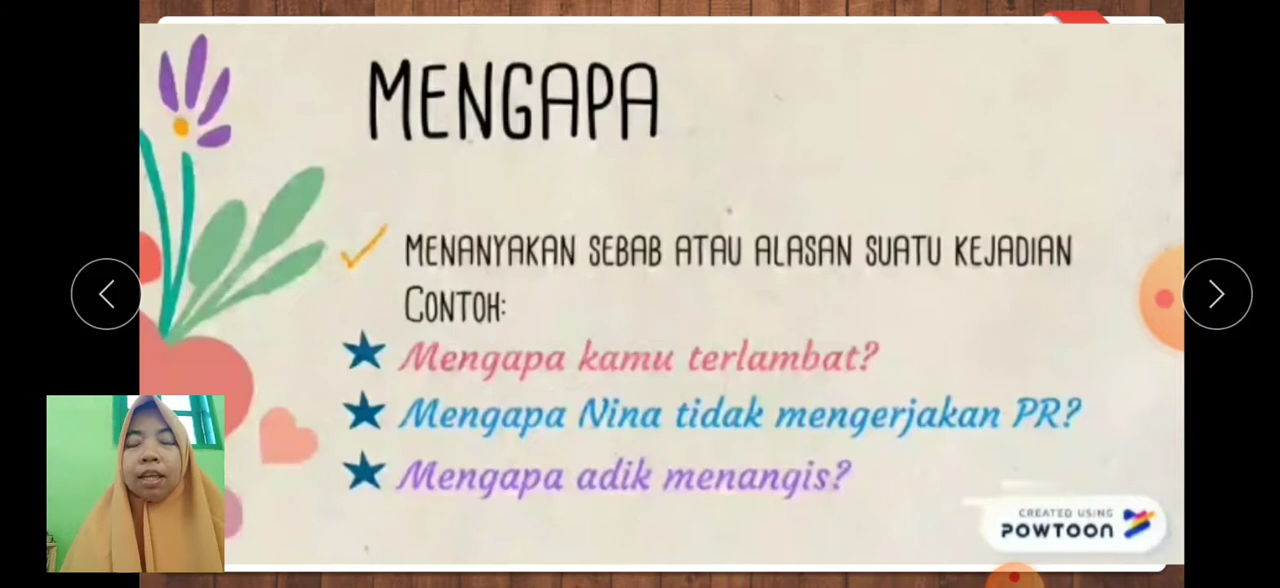 MENGAPA
MENANYAKAN SEBAB ATAU ALASAN SUATU KEJADIAN
CONTOH:
Mengapa kamu terlambat?
Mengapa Nina tidak mengerjakan PR?
Mengapa adik menangis?
CREATED USING
POWTOON